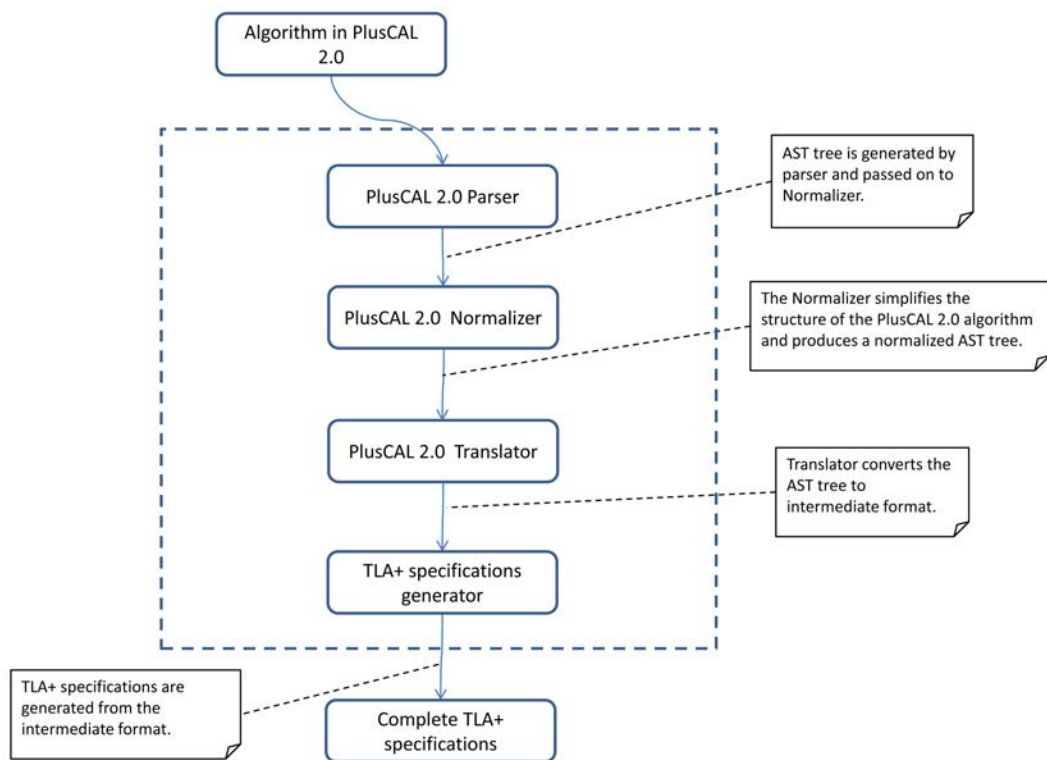 Algorithm in PlusCAL
2.0
AST tree is generated by
parser and passed on to
Normalizer.
PlusCAL 2.0 Parser
The Normalizer simplifies the
structure of the PlusCAL 2.0 algorithm
and produces a normalized AST tree.
PlusCAL 2.0 Normalizer
PlusCAL 2.0 Translator
Translator converts the
AST tree to
intermediate format.
TLA+ specifications
generator
TLA+ specifications are
generated from the
intermediate format.
Complete TLA+
specifications